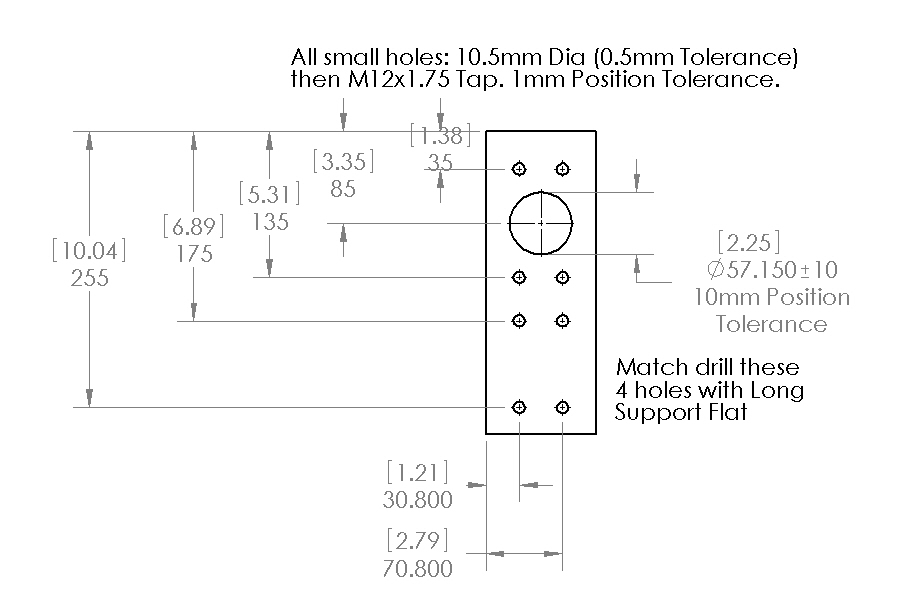 All small holes: 10.5mm Dia (0.5mm Tolerance)
then M12x1.75 Tap. 1mm Position Tolerance.
[1.38]
35
[3.35]
85
[5.31]
135
[6.89]
175
[10.04]
255
[2.25]
∅57.150±10
10mm Position
Tolerance
Match drill these
4 holes with Long
Support Flat
[1.21]
30.800
[2.79]
70.800